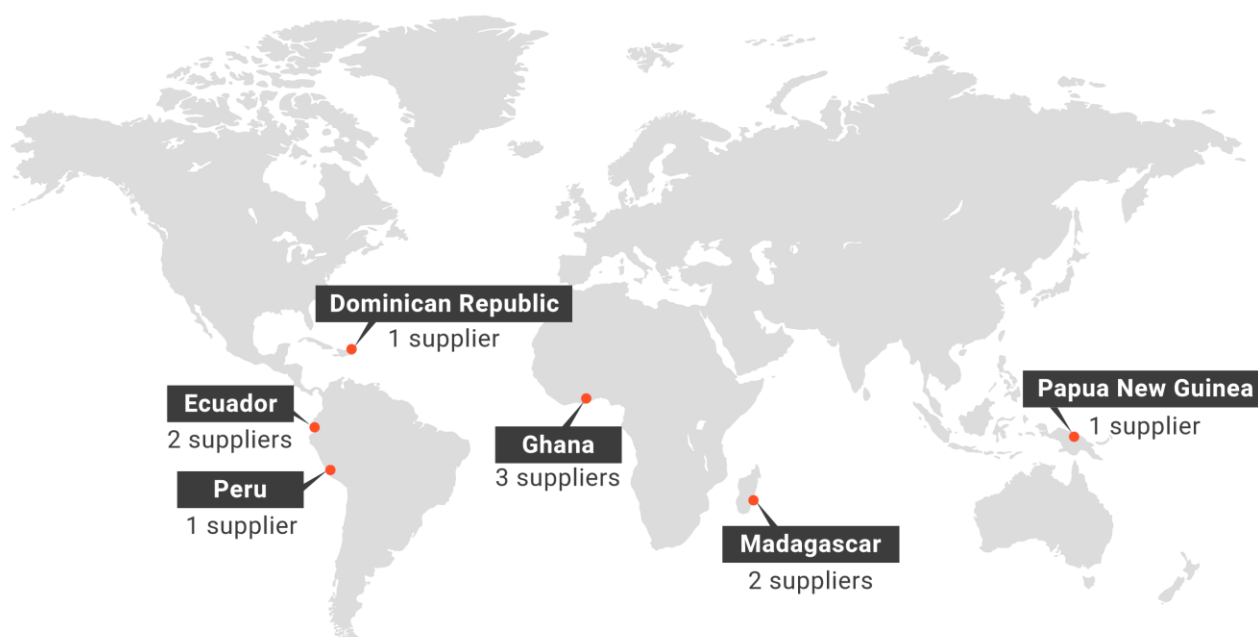 Dominican Republic
1 supplier
Ecuador
2 suppliers
Peru
1 supplier
Ghana
3 suppliers
Madagascar
2 suppliers
Papua New Guinea
1 supplier